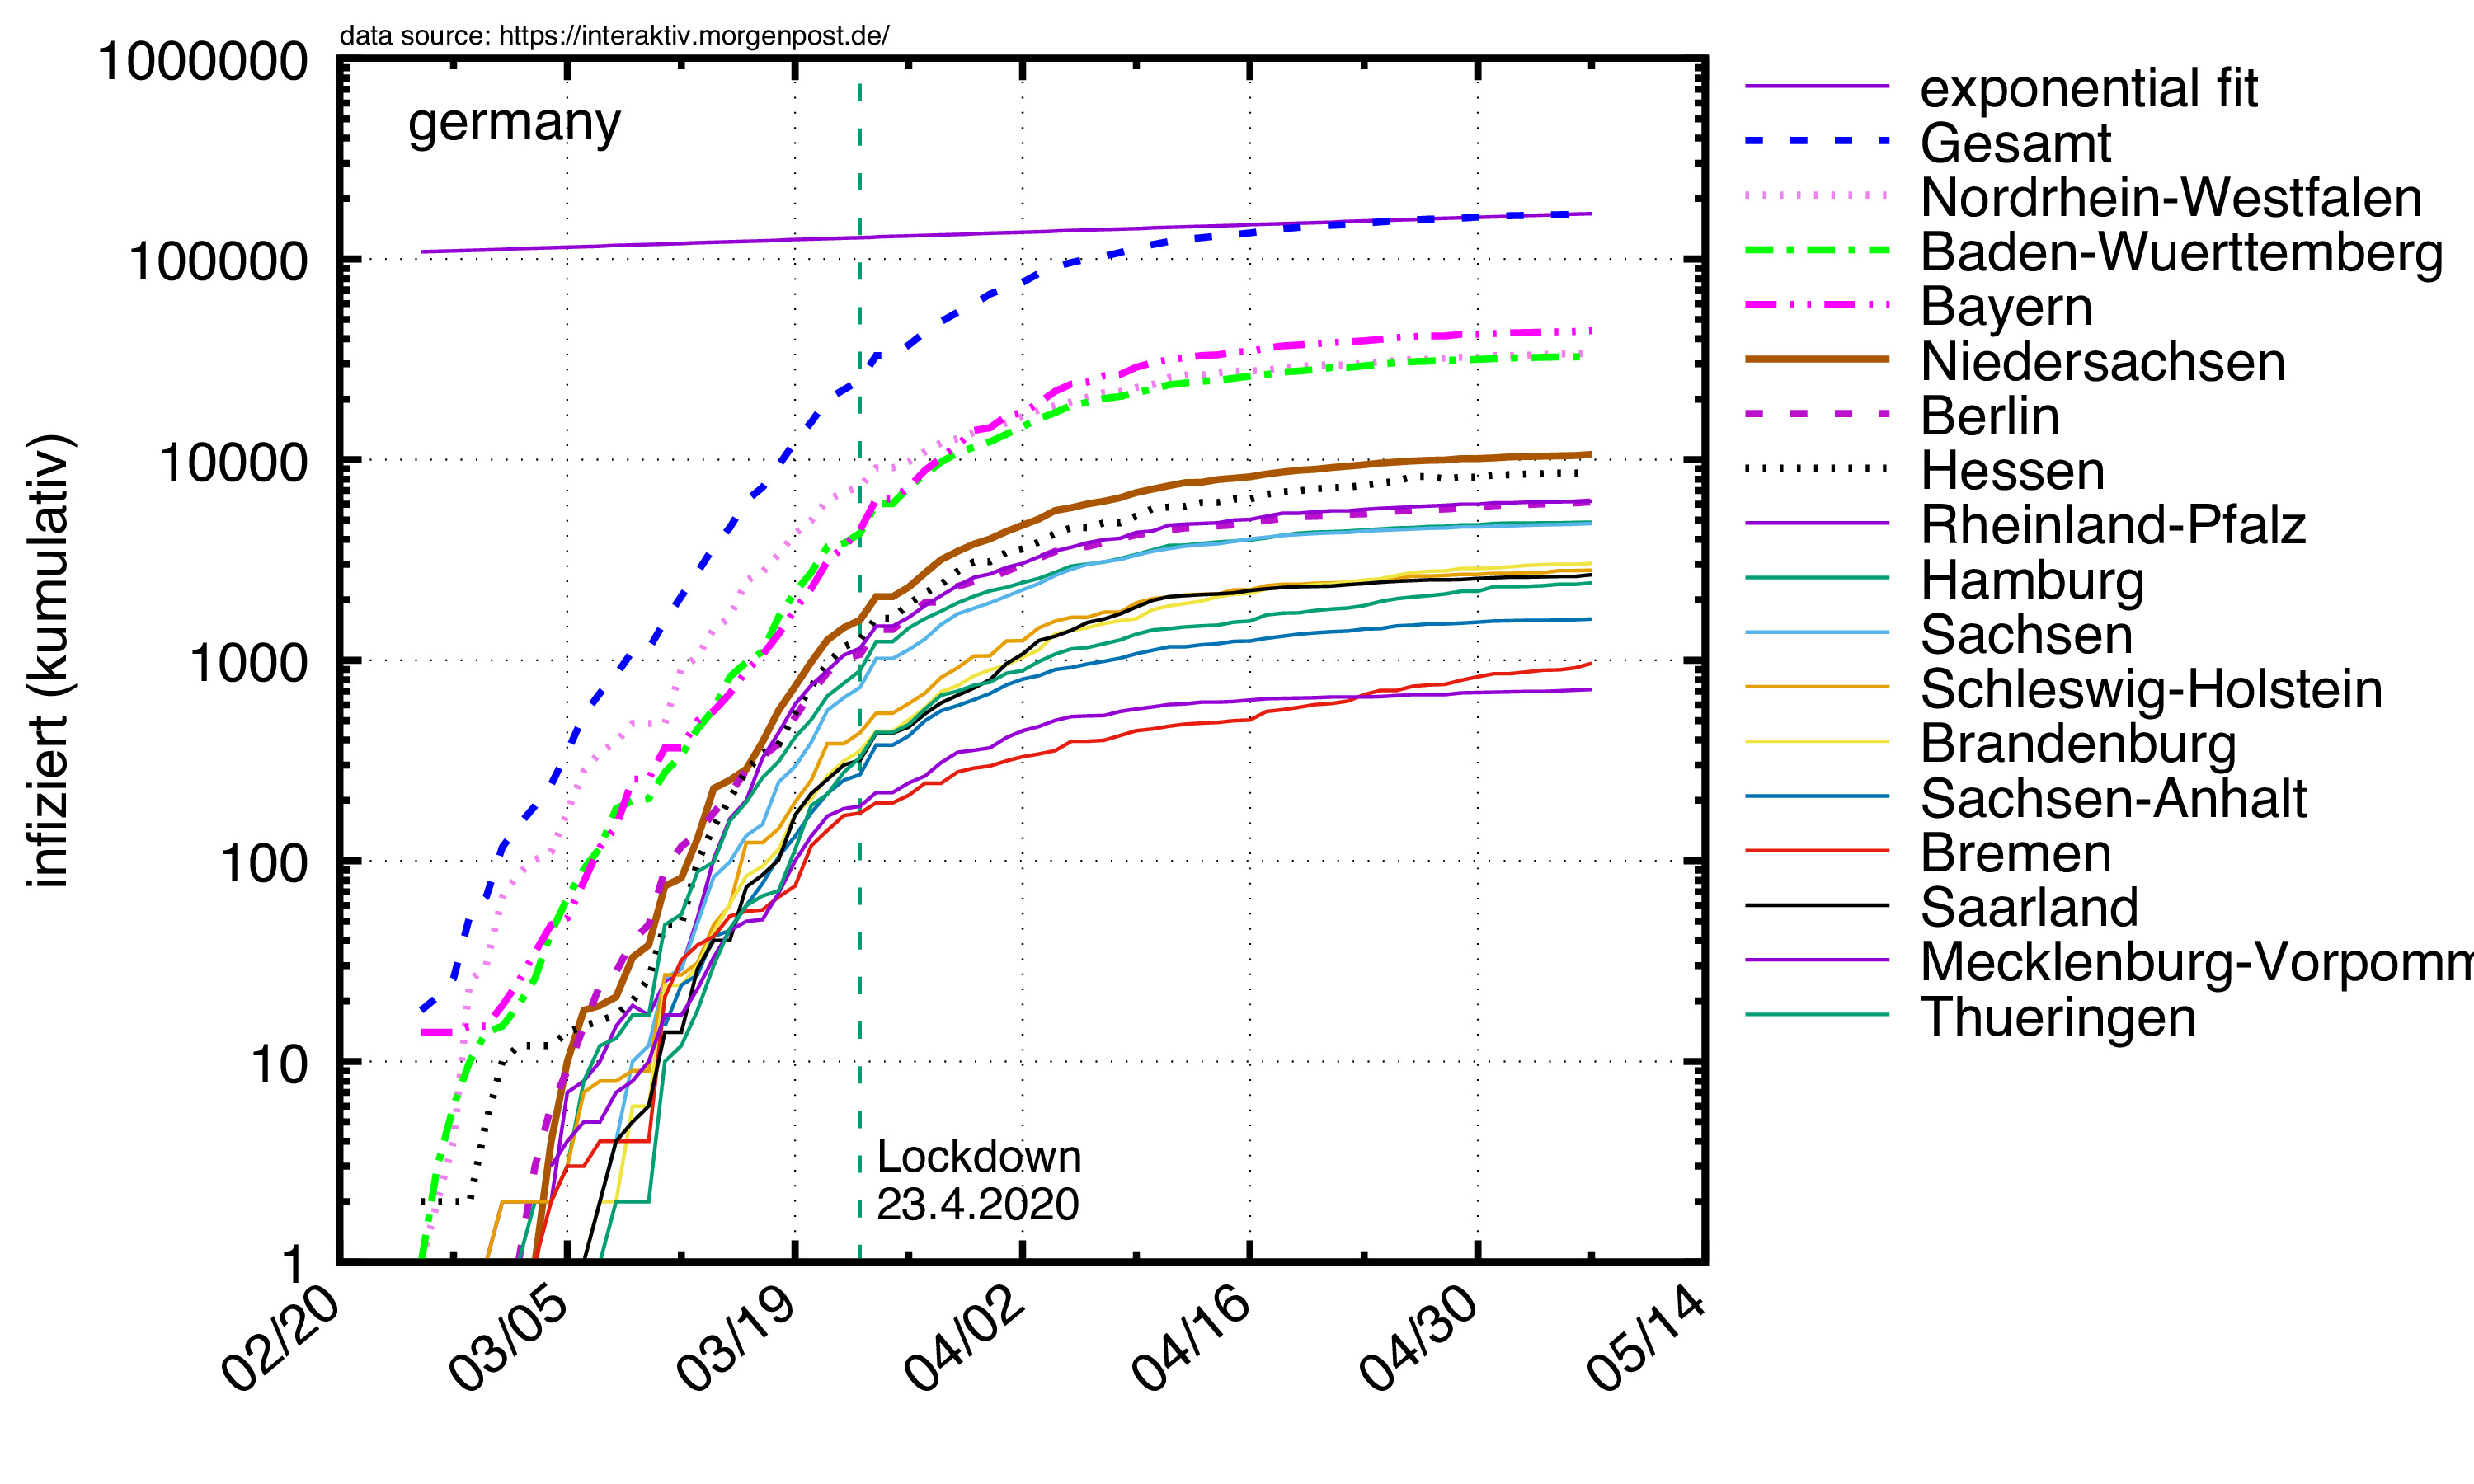 data source: https://interaktiv.morgenpost.de/
germany
infiziert (kumulativ)
1000000
100000
10000
1000
100
10
1
02/20
03/05
03/19
04/02
04/16
04/30
05/14
Lockdown
23.4.2020
exponential fit
Gesamt
Nordrhein-Westfalen
Baden-Wuerttemberg
Bayern
Niedersachsen
Berlin
Hessen
Rheinland-Pfalz
Hamburg
Sachsen
Schleswig-Holstein
Brandenburg
Sachsen-Anhalt
Bremen
Saarland
Mecklenburg-Vorpomm
Thueringen